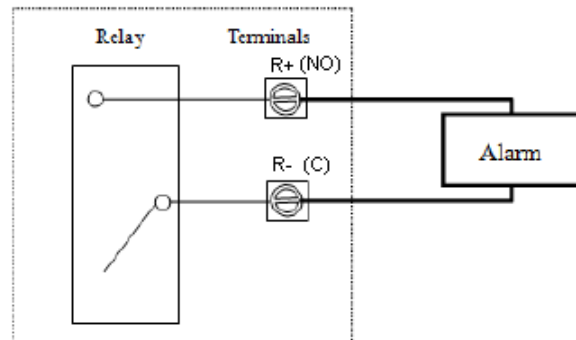 Relay
Terminals
R+ (NO)
R- (C)
Alarm